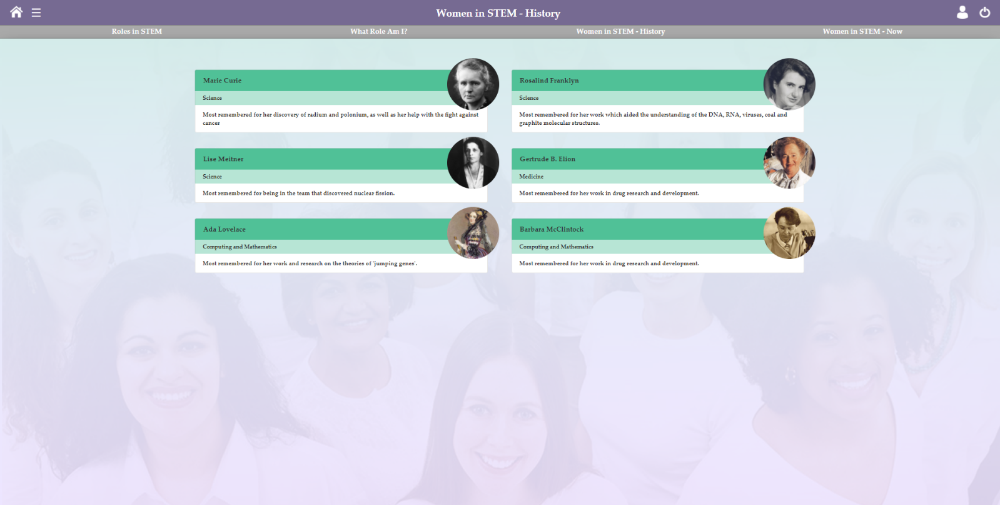 Women in STEM - History
Roles in STEM
What Role Am I?
Women in STEM - History
Women in STEM - Now
Marie Curie
Science
Most remembered for her discovery of radium and polonium, as well as her help with the fight against
cancer
Rosalind Franklyn
Science
Most remembered for her work which aided the understanding of the DNA, RNA, viruses, coal and
graphite molecular structures.
Lise Meitner
Science
Most remembered for being in the team that discovered nuclear fission.
Gertrude B. Elion
Medicine
Most remembered for her work in drug research and development.
Ada Lovelace
Computing and Mathematics
Most remembered for her work and research on the theories of 'jumping genes'.
Barbara McClintock
Computing and Mathematics
Most remembered for her work in drug research and development.